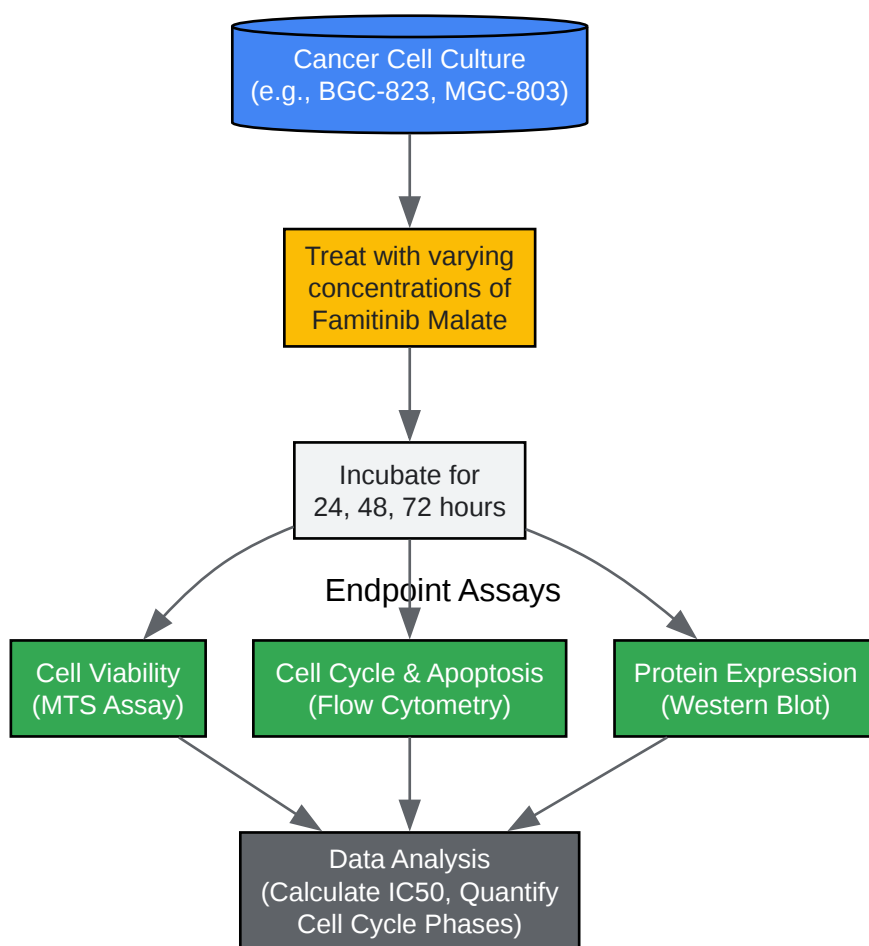 Cancer Cell Culture
(e.g., BGC-823, MGC-803)
Treat with varying
concentrations of
Famitinib Malate
Incubate for
24, 48, 72 hours
Endpoint Assays
Cell Viability
(MTS Assay)
Cell Cycle & Apoptosis
(Flow Cytometry)
Protein Expression
(Western Blot)
Data Analysis
(Calculate IC50, Quantify
Cell Cycle Phases)